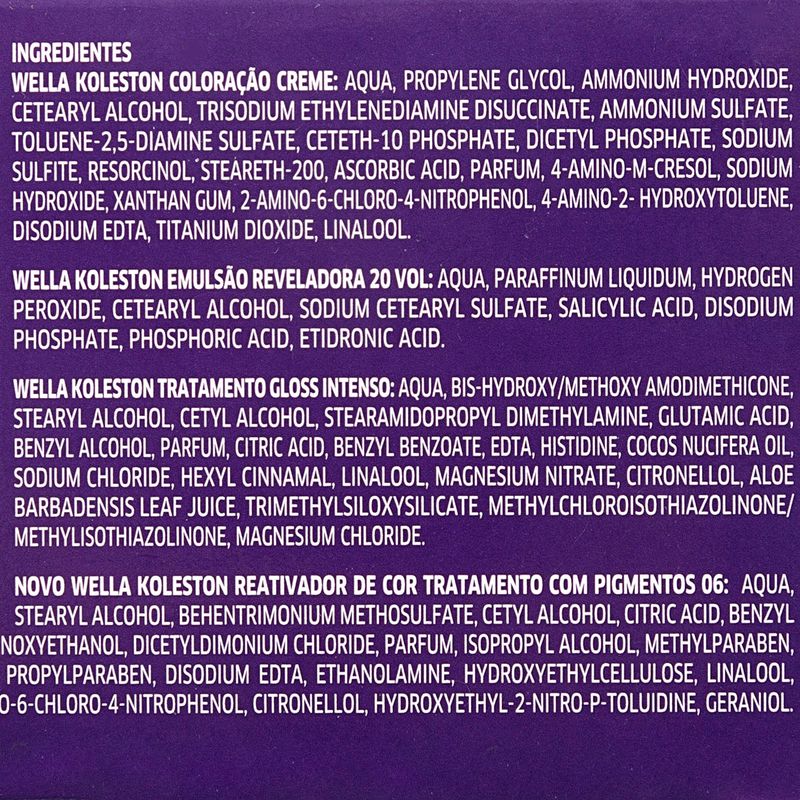 INGREDIENTES
WELLA KOLESTON COLORAÇÃO CREME: AQUA, PROPYLENE GLYCOL, AMMONIUM HYDROXIDE,
CETEARYL ALCOHOL, TRISODIUM ETHYLENEDIAMINE DISUCCINATE, AMMONIUM SULFATE,
TOLUENE-2,5-DIAMINE SULFATE, CETETH-10 PHOSPHATE, DICETYL PHOSPHATE, SODIUM
SULFITE, RESORCINOL, STEARETH-200, ASCORBIC ACID, PARFUM, 4-AMINO-M-CRESOL, SODIUM
HYDROXIDE, XANTHAN GUM, 2-AMINO-6-CHLORO-4-NITROPHENOL, 4-AMINO-2- HYDROXYTOLUENE,
DISODIUM EDTA, TITANIUM DIOXIDE, LINALOOL.
WELLA KOLESTON EMULSÃO REVELADORA 20 VOL: AQUA, PARAFFINUM LIQUIDUM, HYDROGEN
PEROXIDE, CETEARYL ALCOHOL, SODIUM CETEARYL SULFATE, SALICYLIC ACID, DISODIUM
PHOSPHATE, PHOSPHORIC ACID, ETIDRONIC ACID.
WELLA KOLESTON TRATAMENTO GLOSS INTENSO: AQUA, BIS-HYDROXY/METHOXY AMODIMETHICONE,
STEARYL ALCOHOL, CETYL ALCOHOL, STEARAMIDOPROPYL DIMETHYLAMINE, GLUTAMIC ACID,
BENZYL ALCOHOL, PARFUM, CITRIC ACID, BENZYL BENZOATE, EDTA, HISTIDINE, COCOS NUCIFERA OIL,
SODIUM CHLORIDE, HEXYL CINNAMAL, LINALOOL, MAGNESIUM NITRATE, CITRONELLOL, ALOE
BARBADENSIS LEAF JUICE, TRIMETHYLSILOXYSILICATE, METHYLCHLOROISOTHIAZOLINONE/
METHYLISOTHIAZOLINONE, MAGNESIUM CHLORIDE.
NOVO WELLA KOLESTON REATIVADOR DE COR TRATAMENTO COM PIGMENTOS 06: AQUA,
STEARYL ALCOHOL, BEHENTRIMONIUM METHOSULFATE, CETYL ALCOHOL, CITRIC ACID, BENZYL
NOXYETHANOL, DICETYLDIMONIUM CHLORIDE, PARFUM, ISOPROPYL ALCOHOL, METHYLPARABEN,
PROPYLPARABEN, DISODIUM EDTA, ETHANOLAMINE, HYDROXYETHYLCELLULOSE, LINALOOL,
O-6-CHLORO-4-NITROPHENOL, CITRONELLOL, HYDROXYETHYL-2-NITRO-P-TOLUIDINE, GERANIOL.